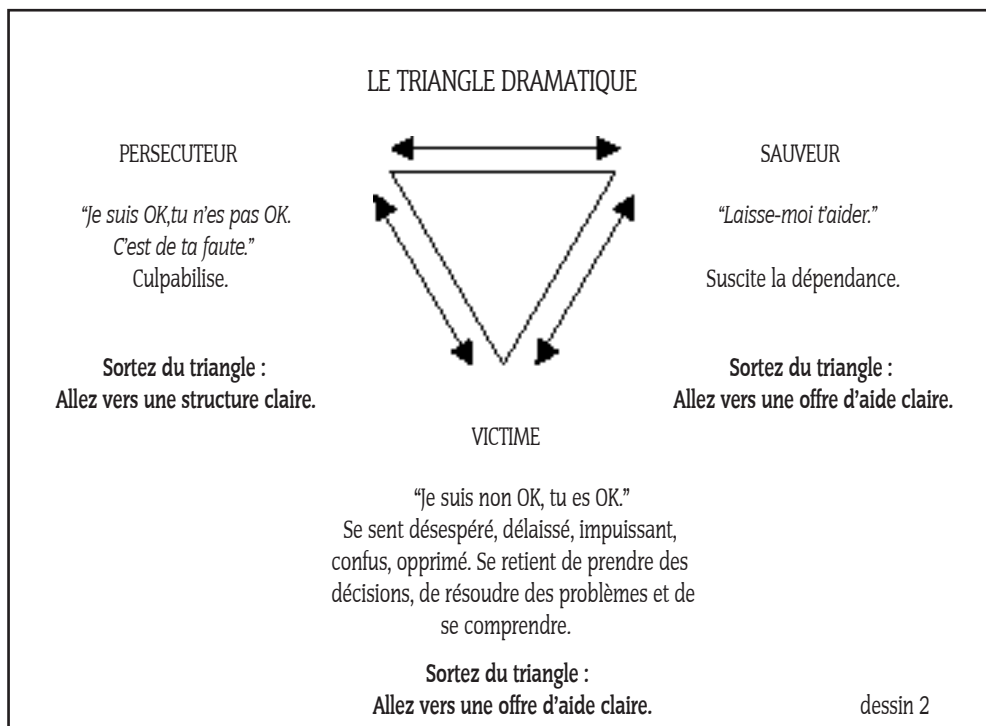 LE TRIANGLE DRAMATIQUE
PERSECUTEUR
“Je suis OK,tu n’es pas OK.
C’est de ta faute.”
Culpabilise.
Sortez du triangle :
Allez vers une structure claire.
SAUVEUR
“Laisse-moi t’aider.”
Suscite la dépendance.
Sortez du triangle :
Allez vers une offre d’aide claire.
VICTIME
“Je suis non OK, tu es OK.”
Se sent désespéré, délaissé, impuissant,
confus, opprimé. Se retient de prendre des
décisions, de résoudre des problèmes et de
se comprendre.
Sortez du triangle :
Allez vers une offre d’aide claire.
dessin 2